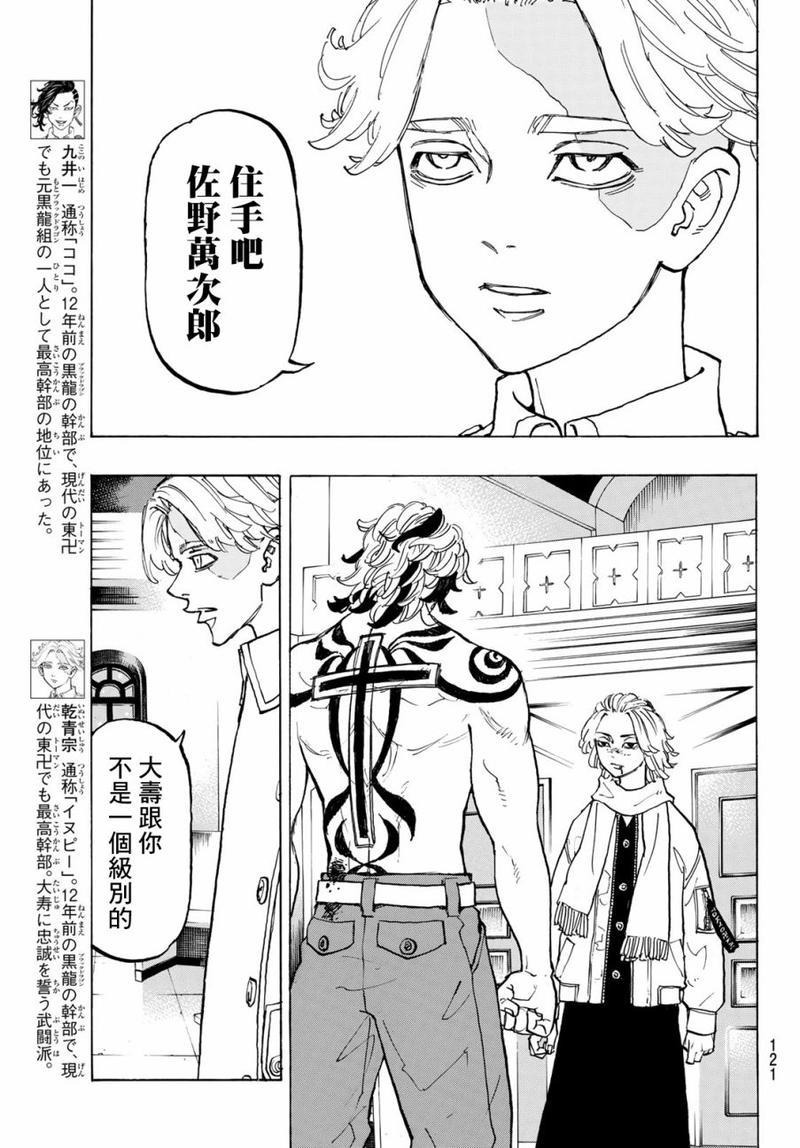 住手吧
佐野萬次郎
大壽跟你
不是一個級別的
九井一 通称「ココ」。12年前の黒龍の幹部で、現代の東卍
でも元黒龍組の一人として最高幹部の地位にあった。
乾青宗 通称「イヌピー」。12年前の黒龍の幹部で、現
代の東卍でも最高幹部。大寿に忠誠を誓う武闘派。
121